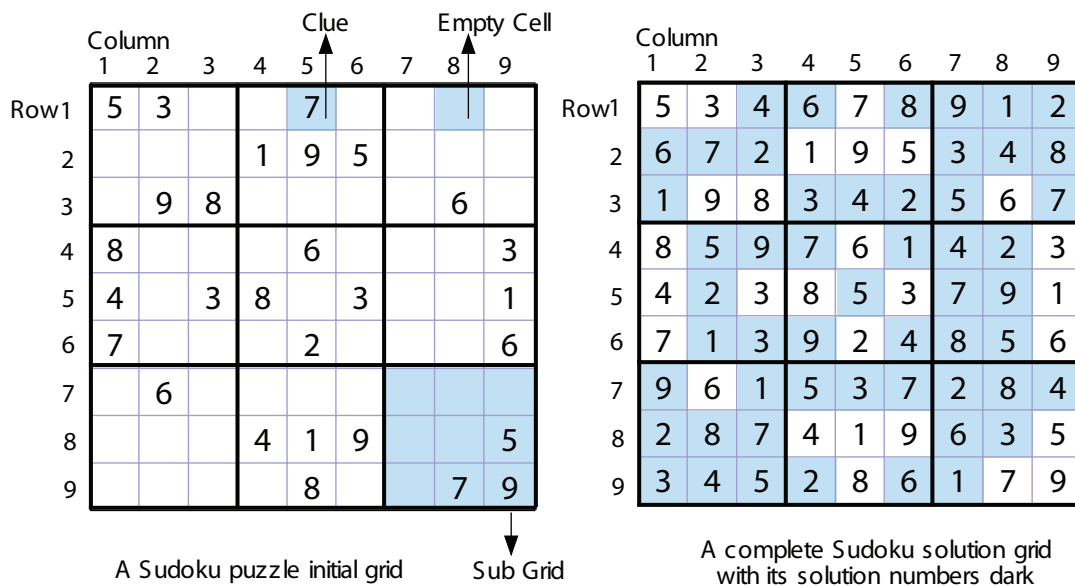 Clue Empty Cell
Column
1 2 3 4 5 6 7 8 9
Row1 5 3 7
2 1 9 5
3 9 8 6
4 8 6 3
5 4 3 8 3 1
6 7 2 6
7 6
8 4 1 9 5
9 8 7 9
A Sudoku puzzle initial grid
Sub Grid
Column
1 2 3 4 5 6 7 8 9
Row1 5 3 4 6 7 8 9 1 2
2 6 7 2 1 9 5 3 4 8
3 1 9 8 3 4 2 5 6 7
4 8 5 9 7 6 1 4 2 3
5 4 2 3 8 5 3 7 9 1
6 7 1 3 9 2 4 8 5 6
7 9 6 1 5 3 7 2 8 4
8 2 8 7 4 1 9 6 3 5
9 3 4 5 2 8 6 1 7 9
A complete Sudoku solution grid
with its solution numbers dark